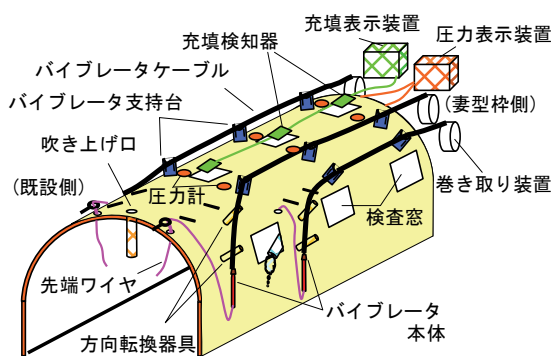 充填表示装置
充填検知器
圧力表示装置
バイブレータケーブル
バイブレータ支持台
(妻型枠側)
吹き上げ口
(既設側)
圧力計
巻き取り装置
検査窓
先端ワイヤ
方向転換器具
バイブレータ
本体